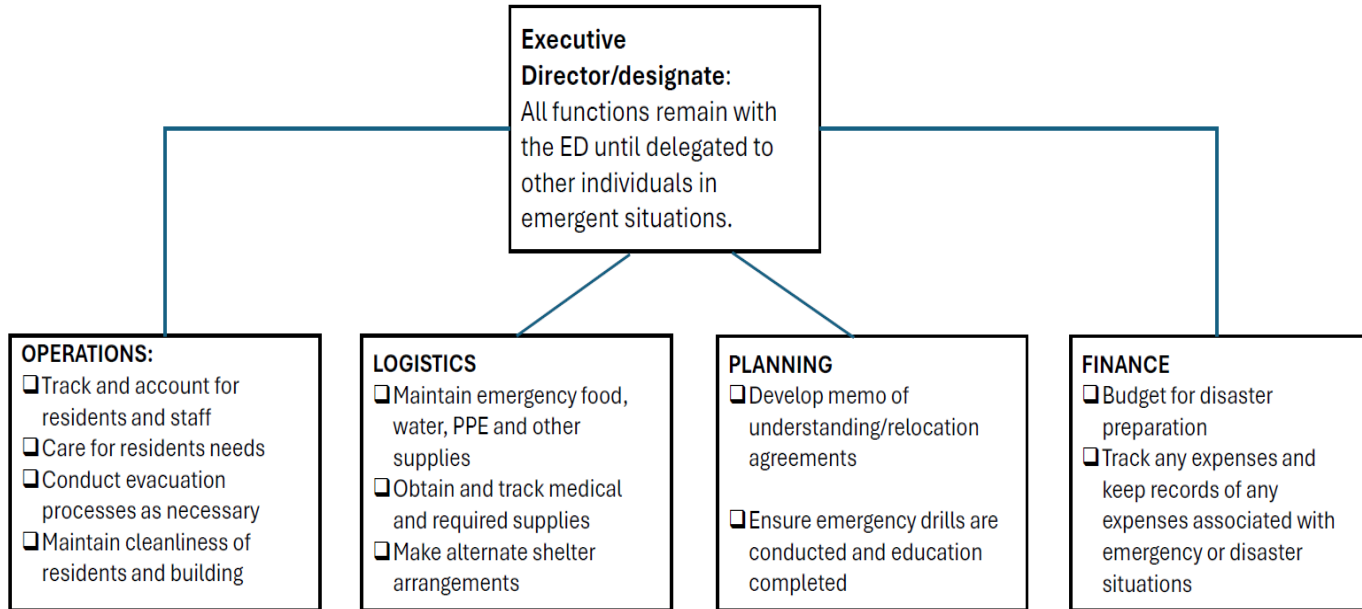 Executive
Director/designate:
All functions remain with
the ED until delegated to
other individuals in
emergent situations.
OPERATIONS:
❑Track and account for
residents and staff
❑Care for residents needs
❑Conduct evacuation
processes as necessary
❑Maintain cleanliness of
residents and building
LOGISTICS
❑Maintain emergency food,
water, PPE and other
supplies
❑Obtain and track medical
and required supplies
❑Make alternate shelter
arrangements
PLANNING
❑Develop memo of
understanding/relocation
agreements
❑Ensure emergency drills are
conducted and education
completed
FINANCE
❑Budget for disaster
preparation
❑Track any expenses and
keep records of any
expenses associated with
emergency or disaster
situations